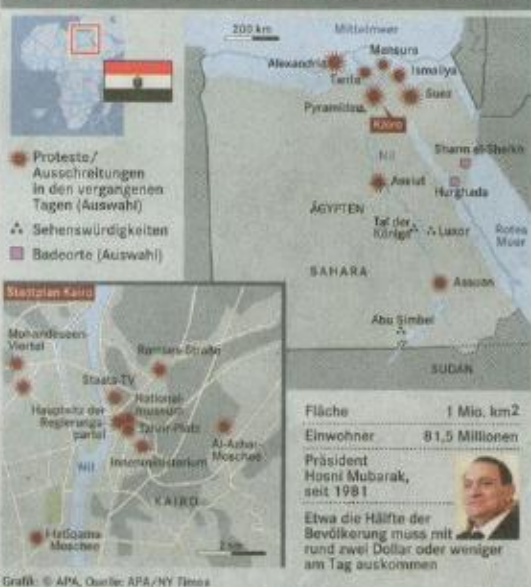 200 km
Mittelmeer
Alexandria
Mansura
Tanta
Ismailiya
Suez
Pyramiden
Kairo
Nil
Sharm el-Sheikh
Hurghada
Assiut
ÄGYPTEN
Tal der
Könige
Luxor
Rotes
Meer
SAHARA
Assuan
Abu Simbel
SUDAN
Proteste/
Ausschreitungen
in den vergangenen
Tagen (Auswahl)
Sehenswürdigkeiten
Badeorte (Auswahl)
Stadtplan Kairo
Mohandeseen-
Viertel
Ramses-Straße
Staats-TV
National-
museum
Hauptsitz der
Regierungs-
partei
Tahrir-Platz
Al-Azhar-
Moschee
Innenministerium
Nil
KAIRO
Moschee
2 km
Fläche 1 Mio. km2
Einwohner 81,5 Millionen
Präsident
Hosni Mubarak,
seit 1981
Etwa die Hälfte der
Bevölkerung muss mit
rund zwei Dollar oder weniger
am Tag auskommen
Grafik: © APA, Quelle: APA/NY Times